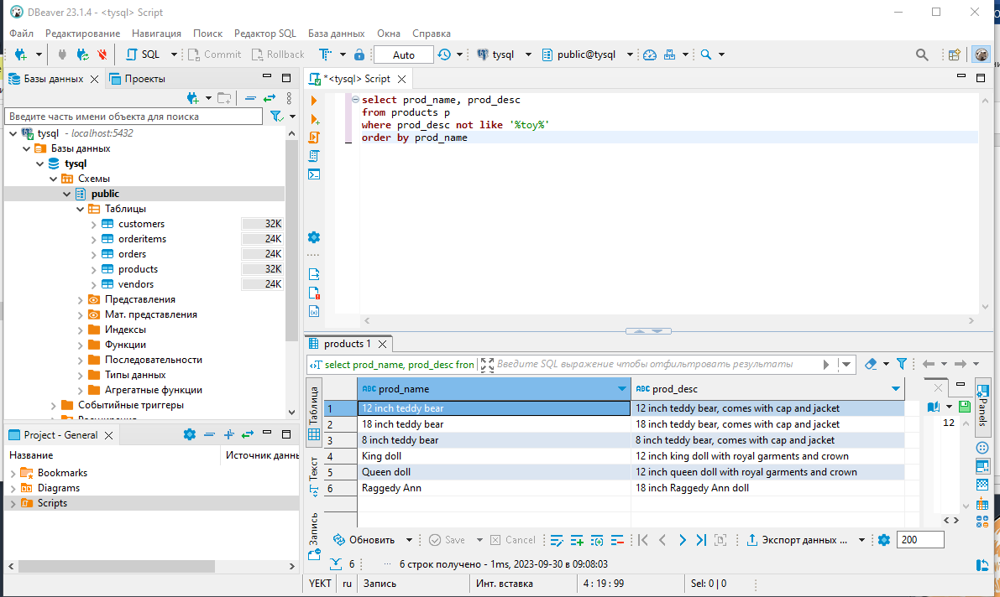 DBeaver 23.1.4 - <tysql> Script
Файл Редактирование Навигация Поиск Редактор SQL База данных Окна Справка
SQL Commit Rollback Auto tysql public@tysql
Базы данных Проекты
Введите часть имени объекта для поиска
tysql - localhost:5432
Базы данных
tysql
Схемы
public
Таблицы
customers 32K
orderitems 24K
orders 24K
products 32K
vendors 24K
Представления
Мат. представления
Индексы
Функции
Последовательности
Типы данных
Агрегатные функции
Событийные триггеры
Project - General
Название Источник данн
Bookmarks
Diagrams
Scripts
*<tysql> Script
select prod_name, prod_desc
from products p
where prod_desc not like '%toy%'
order by prod_name
products 1
select prod_name, prod_desc fron Введите SQL выражение чтобы отфильтровать результаты
Таблица
Текст
Запись
ABC prod_name ABC prod_desc
1 12 inch teddy bear 12 inch teddy bear, comes with cap and jacket
2 18 inch teddy bear 18 inch teddy bear, comes with cap and jacket
3 8 inch teddy bear 8 inch teddy bear, comes with cap and jacket
4 King doll 12 inch king doll with royal garments and crown
5 Queen doll 12 inch queen doll with royal garments and crown
6 Raggedy Ann 18 inch Raggedy Ann doll
12
Panels
Обновить Save Cancel Экспорт данных ... 200
6 ... 6 строк получено - 1ms, 2023-09-30 в 09:08:03
YEKT ru Запись Инт. вставка 4 : 19 : 99 Sel: 0 | 0